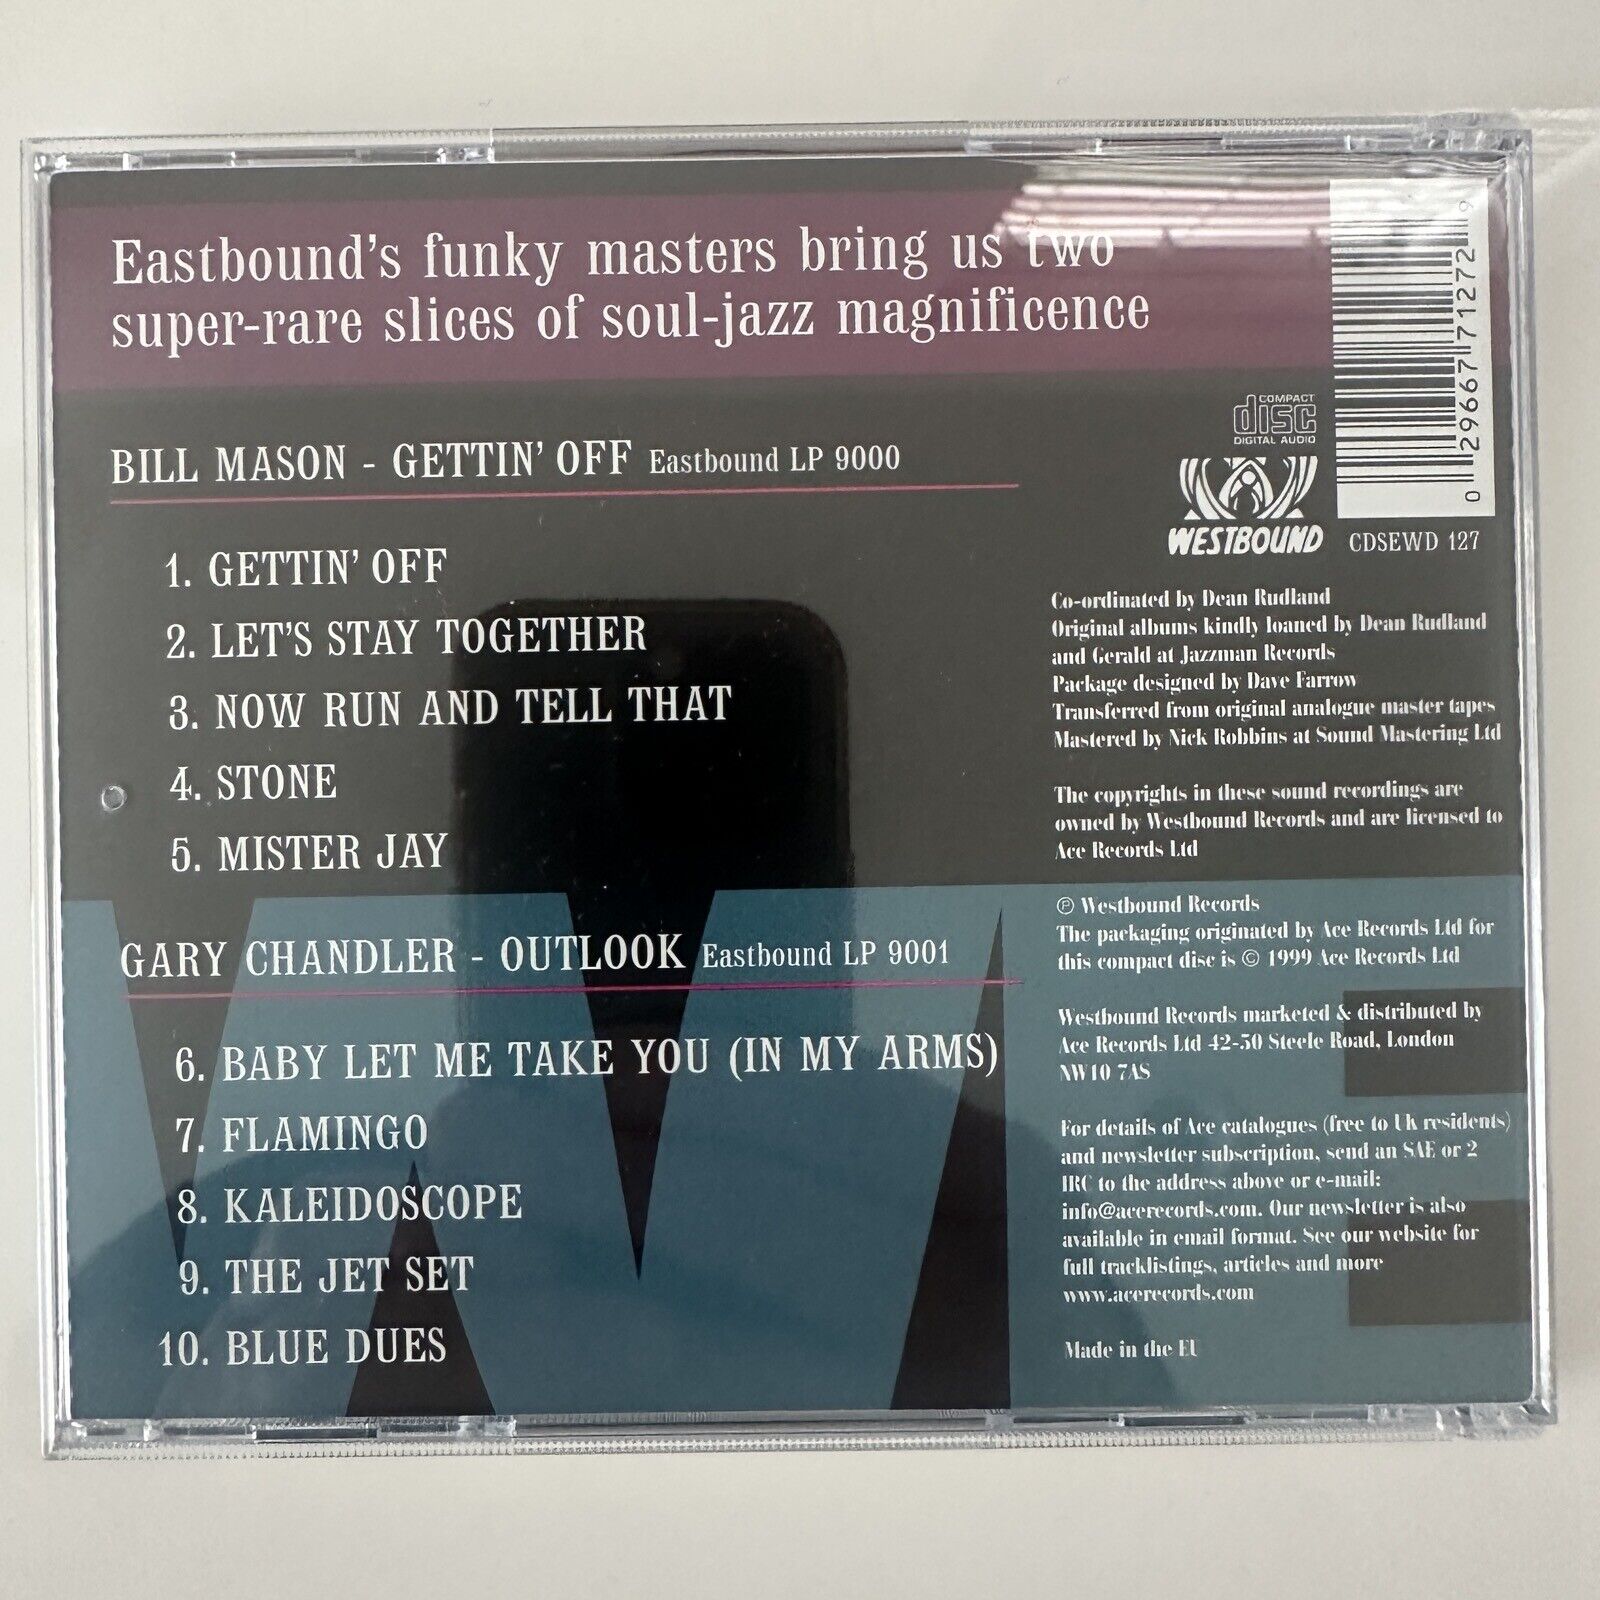 Eastbound's funky masters bring us two
super-rare slices of soul-jazz magnificence
BILL MASON - GETTIN' OFF Eastbound LP 9000
1. GETTIN' OFF
2. LET'S STAY TOGETHER
3. NOW RUN AND TELL THAT
4. STONE
5. MISTER JAY
GARY CHANDLER - OUTLOOK Eastbound LP 9001
6. BABY LET ME TAKE YOU (IN MY ARMS)
7. FLAMINGO
8. KALEIDOSCOPE
9. THE JET SET
10. BLUE DUES
0 29667 71272 9
COMPACT
disc
DIGITAL AUDIO
WESTBOUND
CDSEWD 127
Co-ordinated by Dean Rudland
Original albums kindly loaned by Dean Rudland
and Gerald at Jazzman Records
Package designed by Dave Farrow
Transferred from original analogue master tapes
Mastered by Nick Robbins at Sound Mastering Ltd
The copyrights in these sound recordings are
owned by Westbound Records and are licensed to
Ace Records Ltd
℗ Westbound Records
The packaging originated by Ace Records Ltd for
this compact disc is © 1999 Ace Records Ltd
Westbound Records marketed & distributed by
Ace Records Ltd 42-50 Steele Road, London
NW10 7AS
For details of Ace catalogues (free to UK residents)
and newsletter subscription, send an SAE or 2
IRC to the address above or e-mail:
info@acerecords.com. Our newsletter is also
available in email format. See our website for
full tracklistings, articles and more
www.acerecords.com
Made in the EU
WE